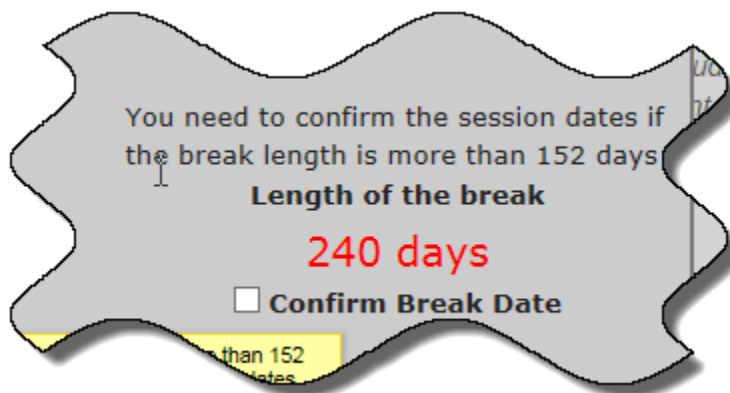 You need to confirm the session dates if
the break length is more than 152 days
Length of the break
240 days
Confirm Break Date
than 152